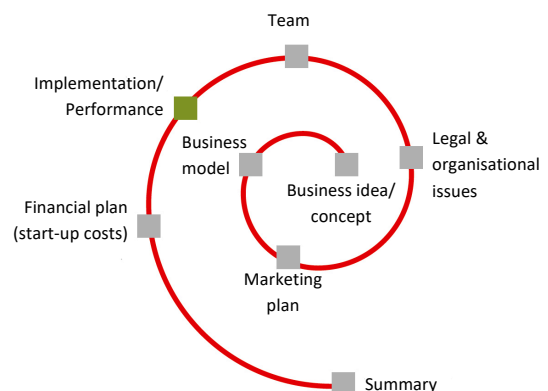 Team
Implementation/
Performance
Business
model
Legal &
organisational
issues
Business idea/
concept
Financial plan
(start-up costs)
Marketing
plan
Summary